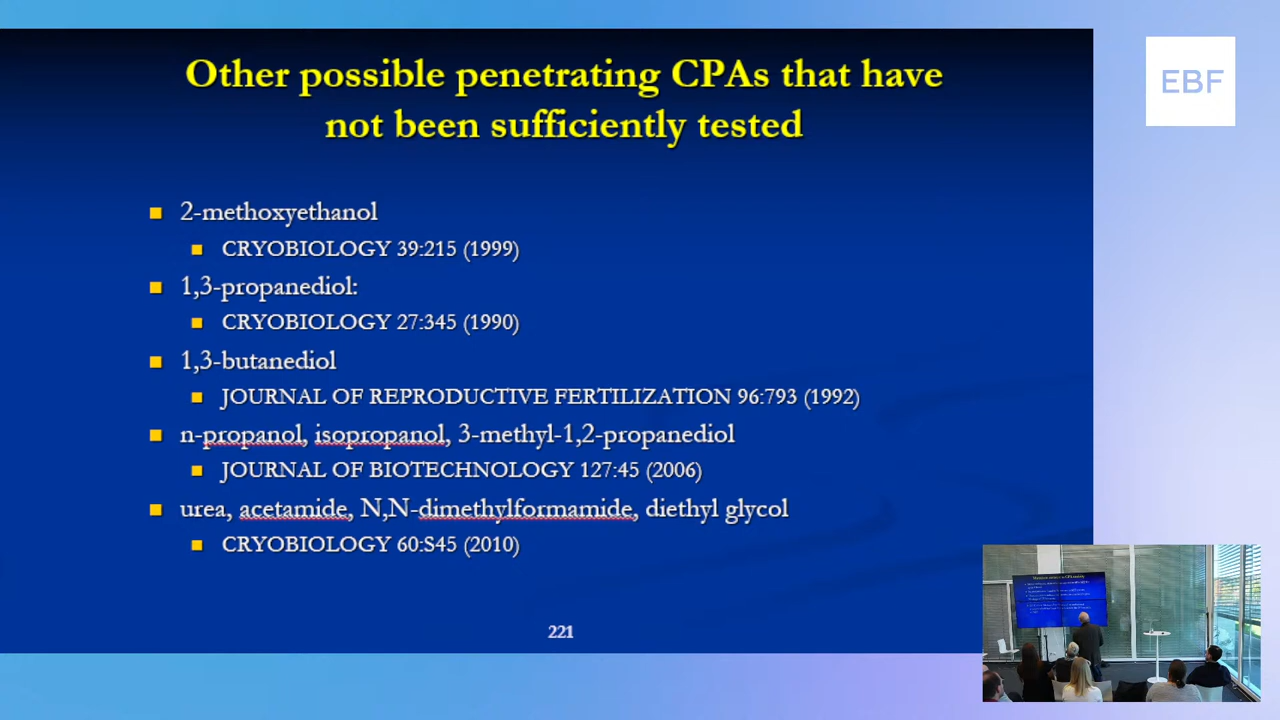 Other possible penetrating CPAs that have
not been sufficiently tested
EBF
2-methoxyethanol
CRYOBIOLOGY 39:215 (1999)
1,3-propanediol:
CRYOBIOLOGY 27:345 (1990)
1,3-butanediol
JOURNAL OF REPRODUCTIVE FERTILIZATION 96:793 (1992)
n-propanol, isopropanol, 3-methyl-1,2-propanediol
JOURNAL OF BIOTECHNOLOGY 127:45 (2006)
urea, acetamide, N,N-dimethylformamide, diethyl glycol
CRYOBIOLOGY 60:S45 (2010)
221